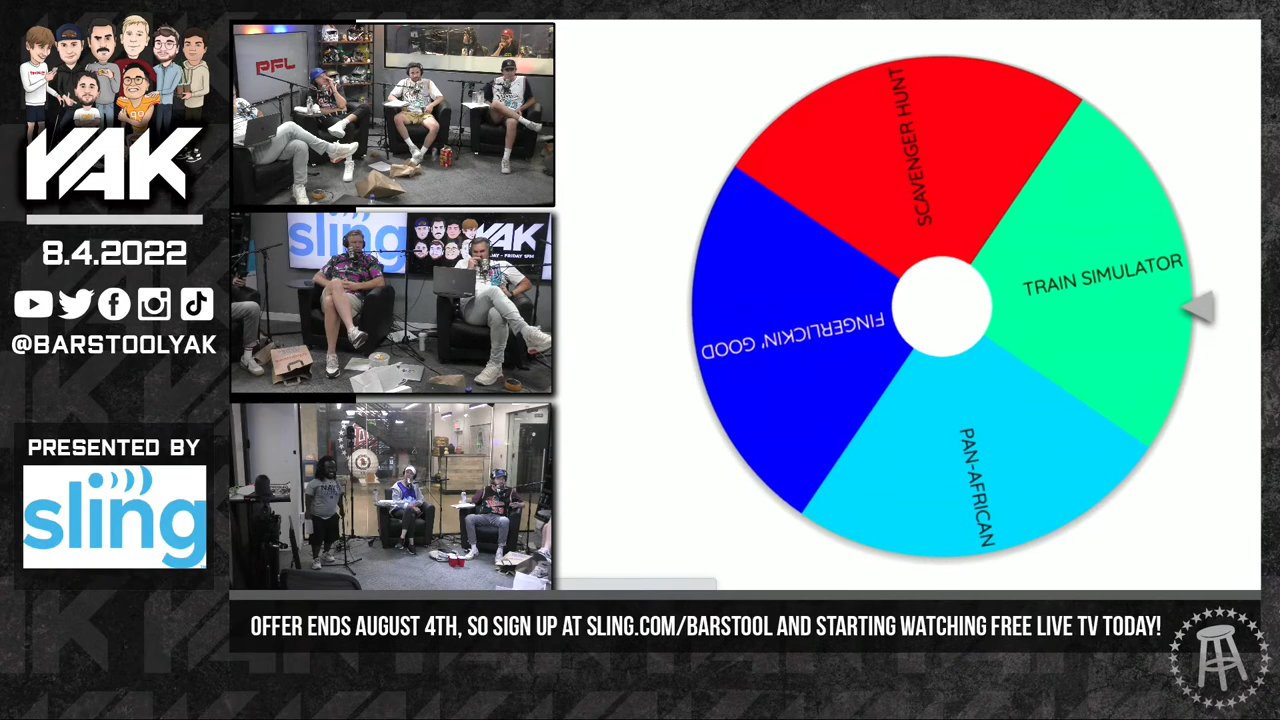 YAK
8.4.2022
@BARSTOOLYAK
PRESENTED BY
sling
PFL
sling
YAK
SCAVENGER HUNT
TRAIN SIMULATOR
FINGERLICKIN' GOOD
PAN-AFRICAN
OFFER ENDS AUGUST 4TH, SO SIGN UP AT SLING.COM/BARSTOOL AND STARTING WATCHING FREE LIVE TV TODAY!